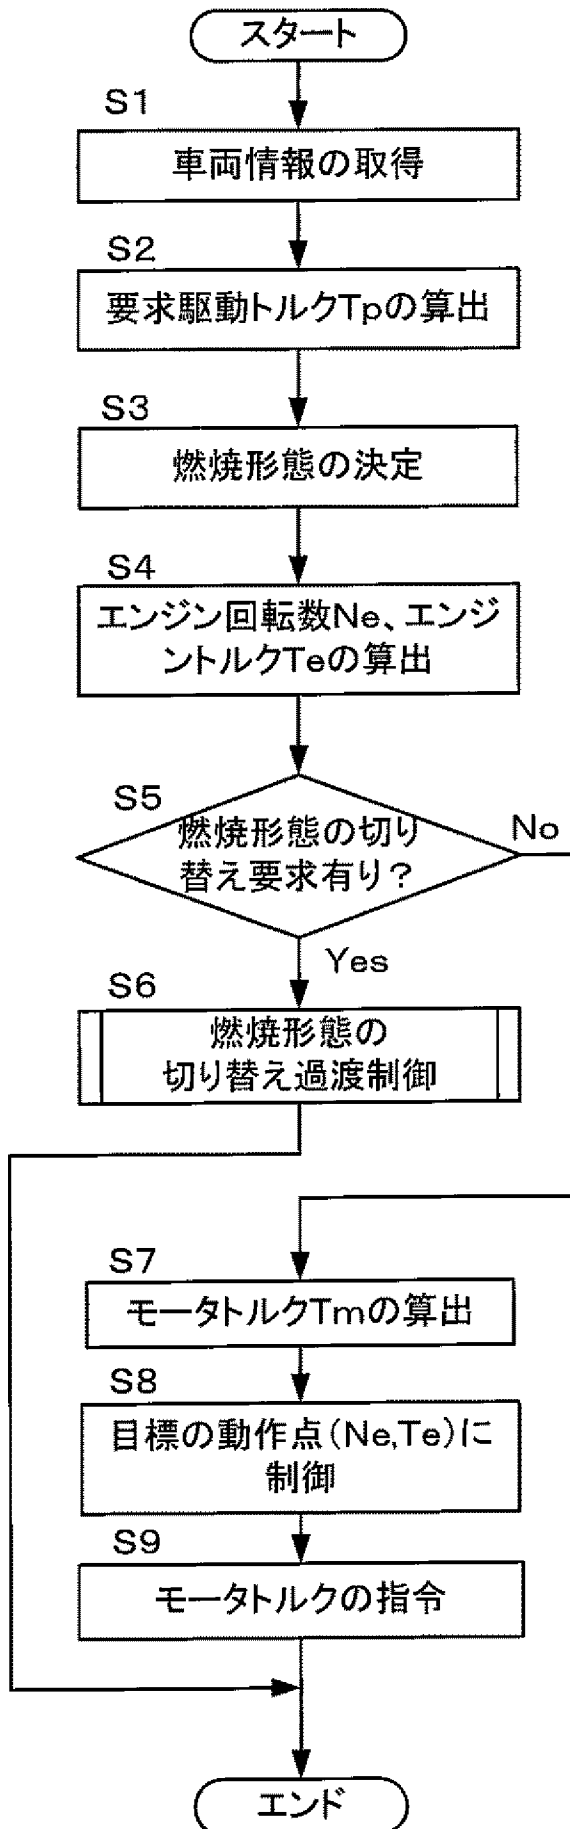 スタート
S1
車両情報の取得
S2
要求駆動トルクTpの算出
S3
燃焼形態の決定
S4
エンジン回転数Ne、エンジ
ントルクTeの算出
S5
燃焼形態の切り
替え要求有り？
No
Yes
S6
燃焼形態の
切り替え過渡制御
S7
モータトルクTmの算出
S8
目標の動作点(Ne,Te)に
制御
S9
モータトルクの指令
エンド